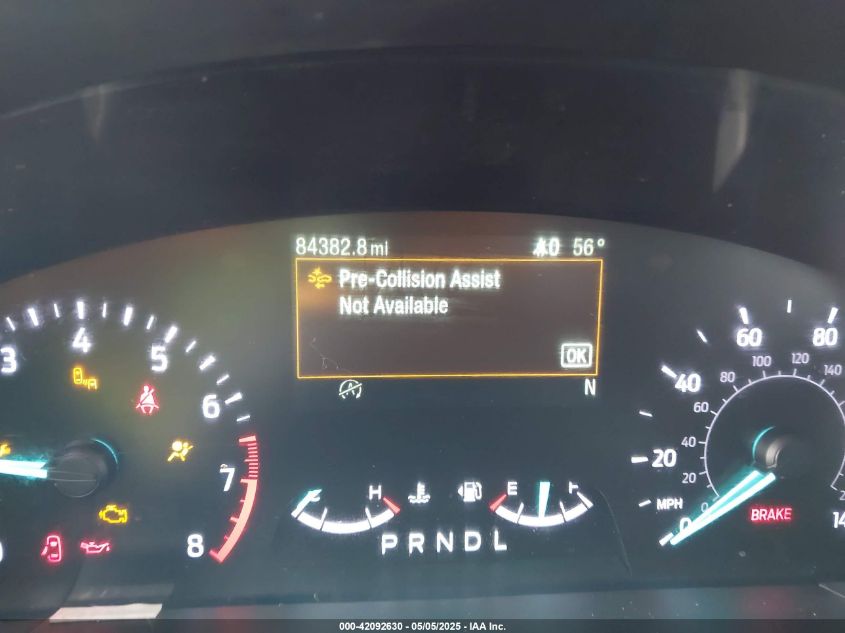 84382.8 mi 0 56°
Pre-Collision Assist
Not Available
OK
N
3 4 5 6 7 8
H E F
PRNDL
0 20 40 60 80
MPH
0 20 40 60 80 100 120 140
BRAKE
000-42092630 - 05/05/2025 - IAA Inc.